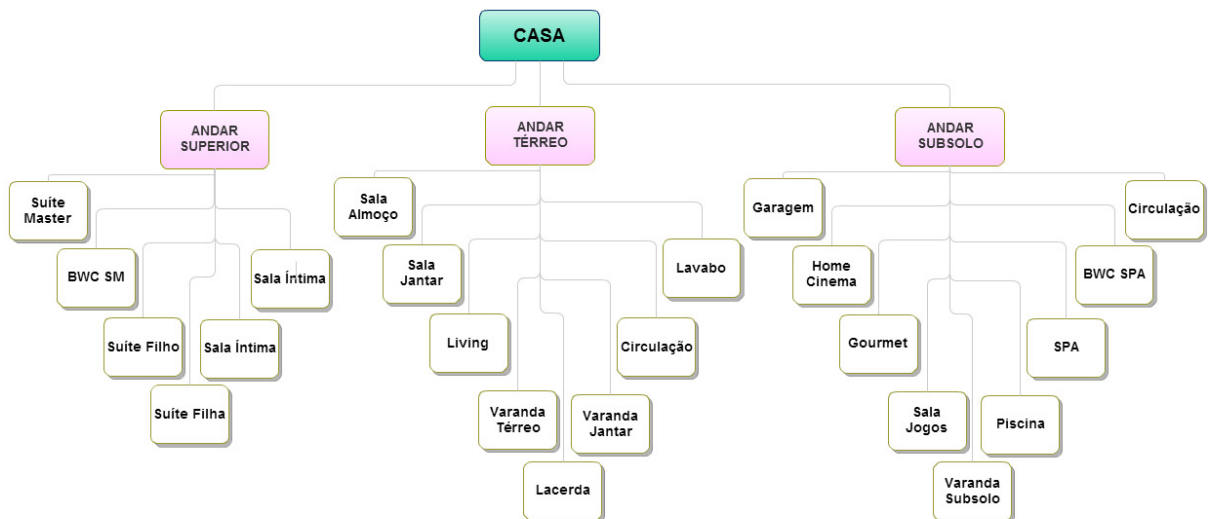 CASA
ANDAR
SUPERIOR
ANDAR
TÉRREO
ANDAR
SUBSOLO
Suíte
Master
BWC SM
Suíte Filho
Suíte Filha
Sala Íntima
Sala Íntima
Sala
Almoço
Sala
Jantar
Living
Varanda
Térreo
Lacerda
Varanda
Jantar
Circulação
Lavabo
Garagem
Home
Cinema
Gourmet
Sala
Jogos
Varanda
Subsolo
Piscina
SPA
BWC SPA
Circulação